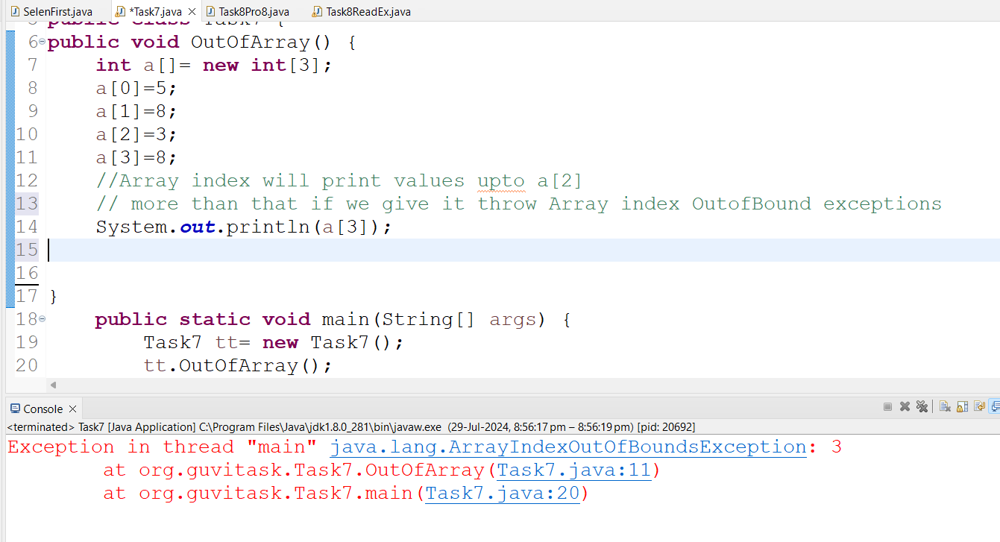 SelenFirst.java *Task7.java Task8Pro8.java Task8ReadEx.java
5 public class Task7 {
6 public void OutOfArray() {
7 int a[]= new int[3];
8 a[0]=5;
9 a[1]=8;
10 a[2]=3;
11 a[3]=8;
12 //Array index will print values upto a[2]
13 // more than that if we give it throw Array index OutofBound exceptions
14 System.out.println(a[3]);
15
16
17 }
18 public static void main(String[] args) {
19 Task7 tt= new Task7();
20 tt.OutOfArray();
Console
<terminated> Task7 [Java Application] C:\Program Files\Java\jdk1.8.0_281\bin\javaw.exe (29-Jul-2024, 8:56:17 pm – 8:56:19 pm) [pid: 20692]
Exception in thread "main" java.lang.ArrayIndexOutOfBoundsException: 3
at org.guvitask.Task7.OutOfArray(Task7.java:11)
at org.guvitask.Task7.main(Task7.java:20)